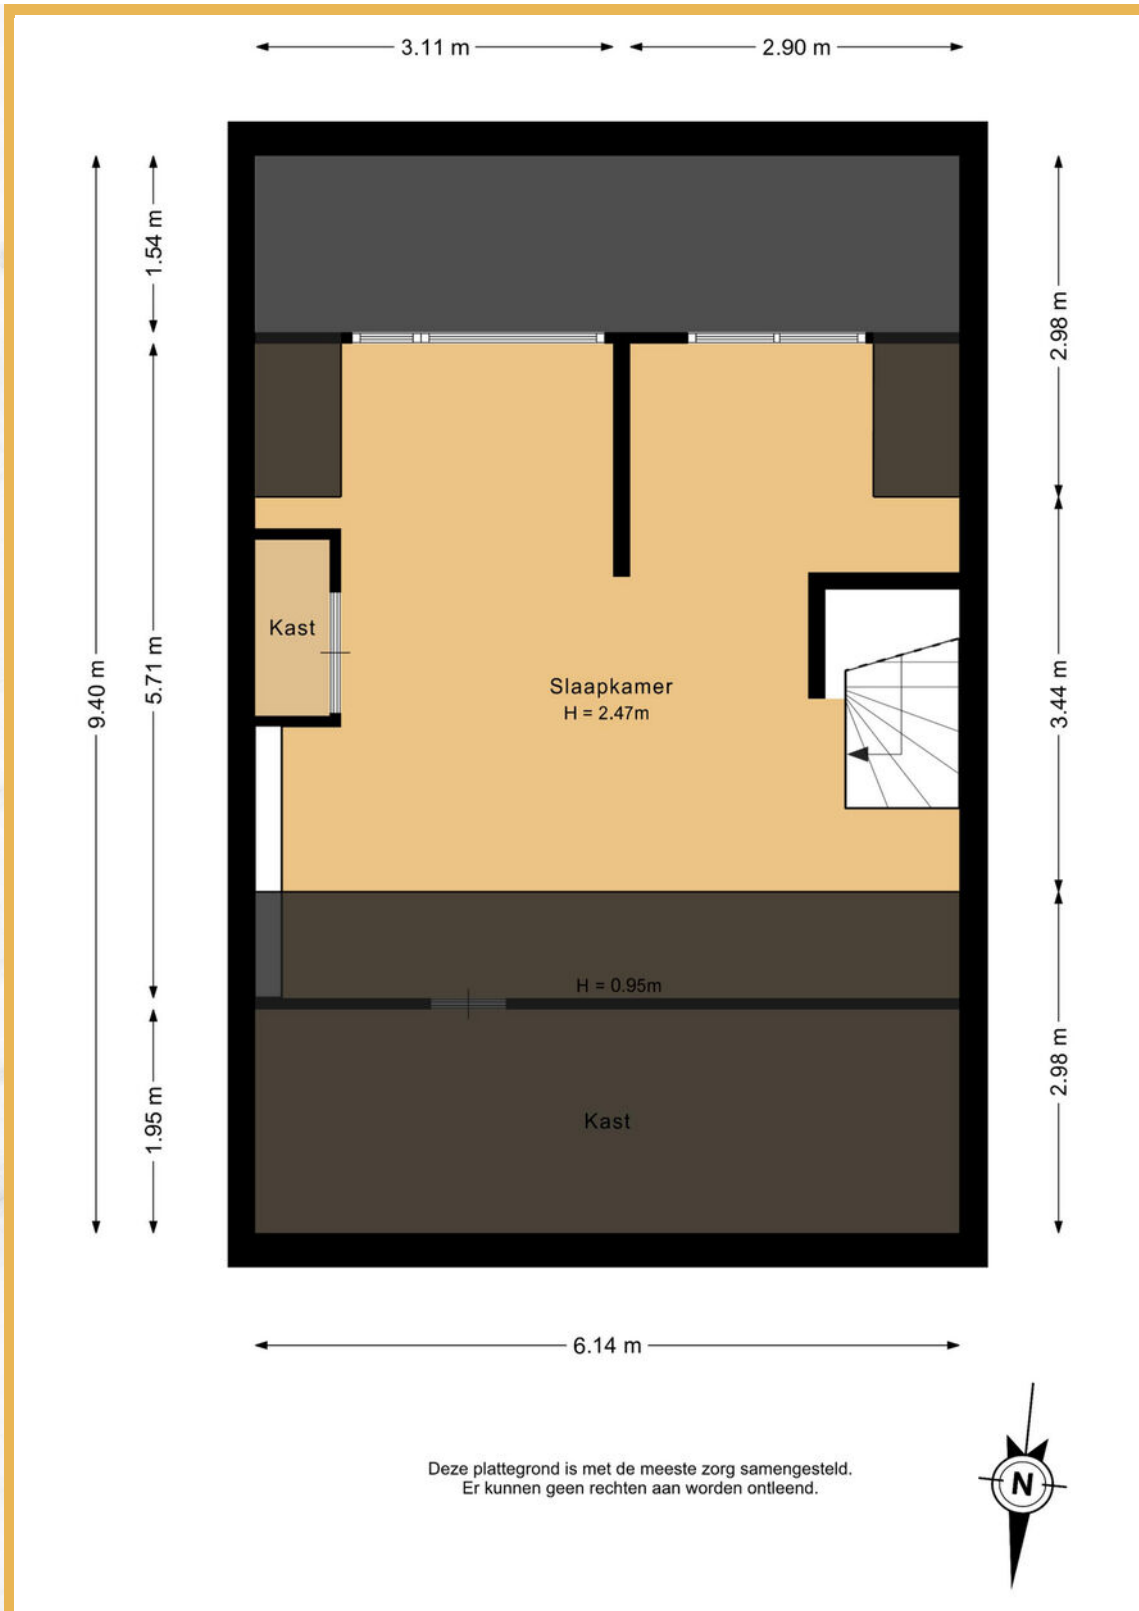 3.11 m
2.90 m
1.54 m
2.98 m
Kast
5.71 m
9.40 m
Slaapkamer
H = 2.47m
3.44 m
H = 0.95m
2.98 m
1.95 m
Kast
6.14 m
Deze plattegrond is met de meeste zorg samengesteld.
Er kunnen geen rechten aan worden ontleend.
N